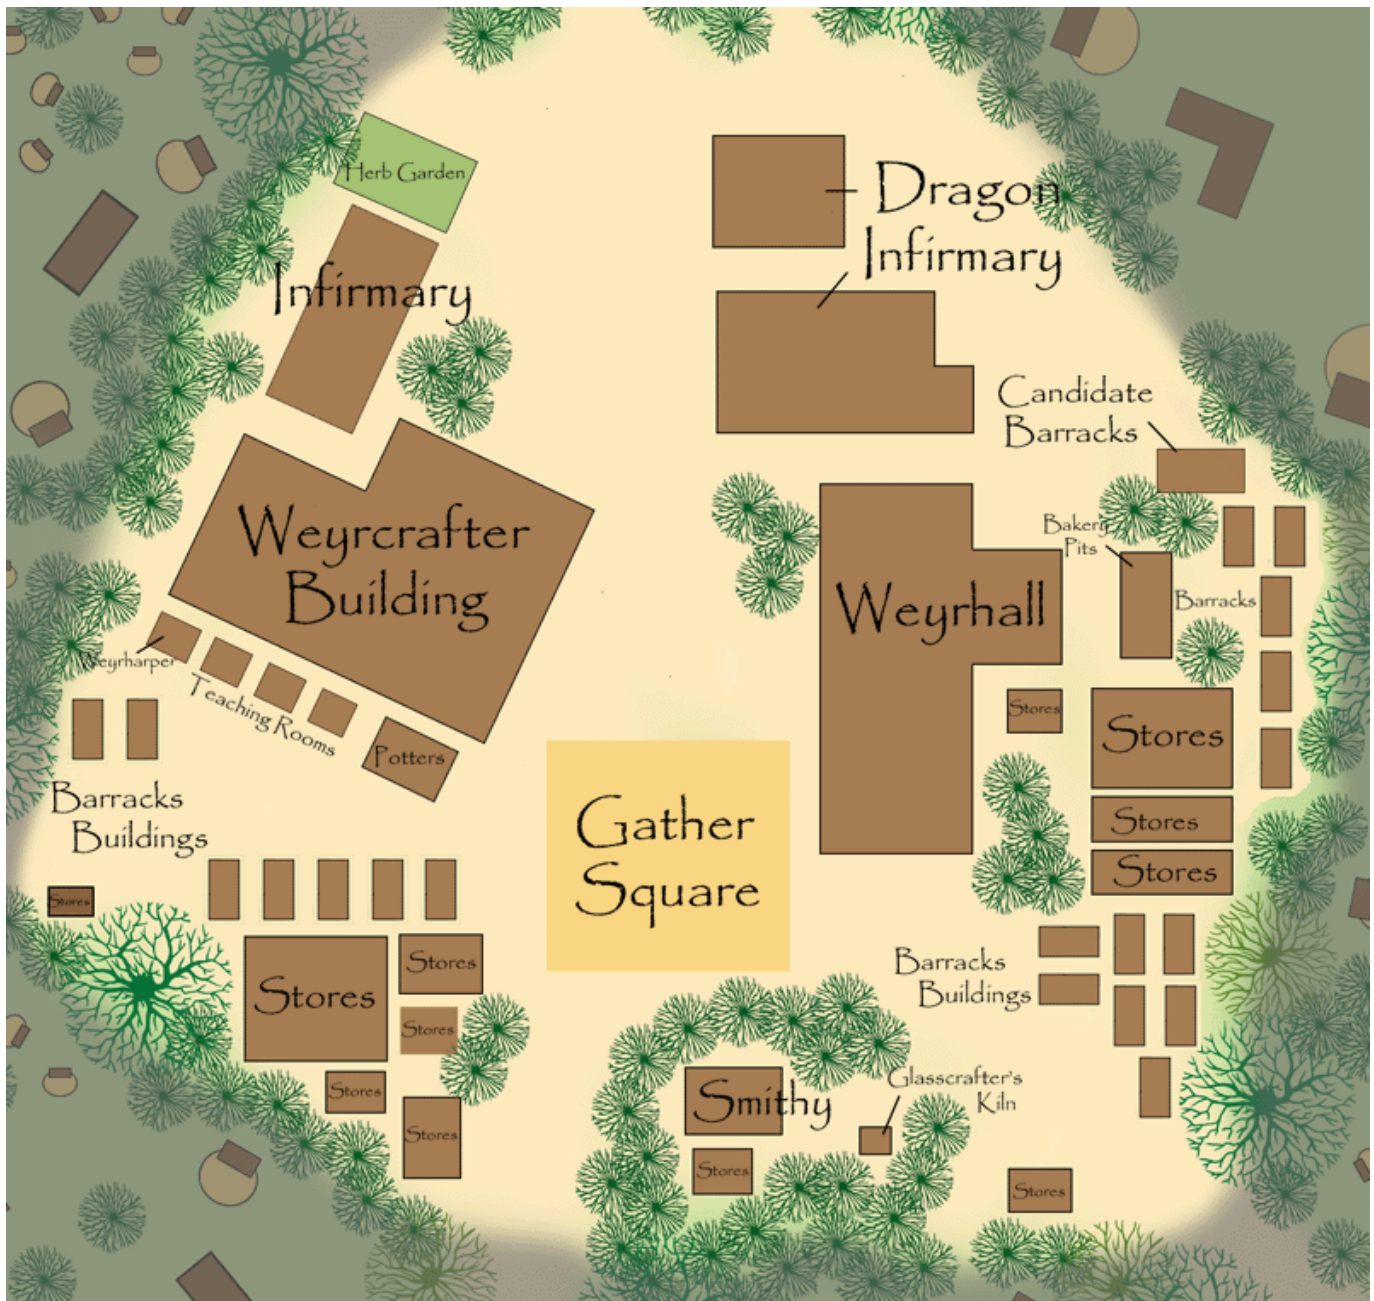 Herb Garden
Dragon
Infirmary
Infirmary
Candidate
Barracks
Weyrcrafter
Building
Bakery
Pits
Weyrhall
Barracks
Weyrharper
Teaching Rooms
Potters
Stores
Stores
Stores
Stores
Barracks
Buildings
Gather
Square
Stores
Stores
Stores
Stores
Stores
Stores
Barracks
Buildings
Smithy
Glasscrafter's
Kiln
Stores
Stores